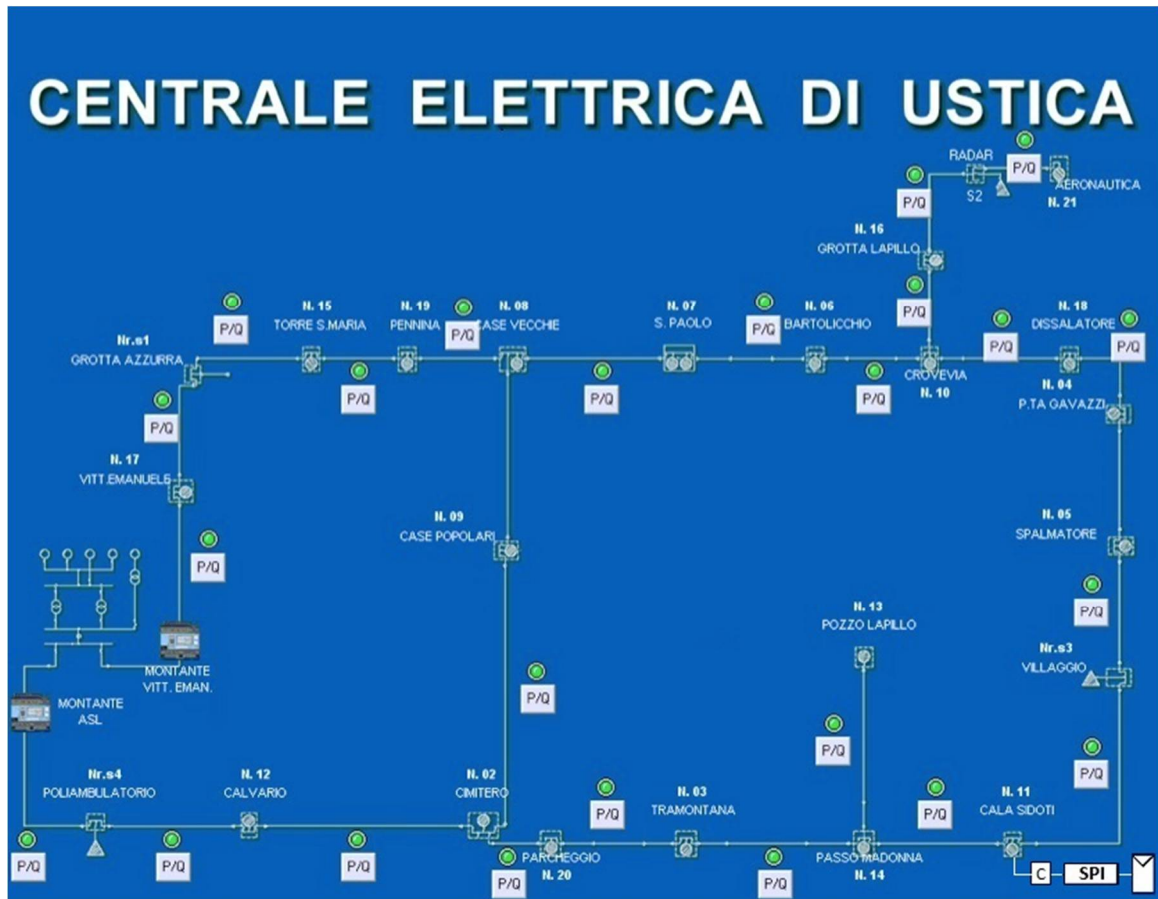 CENTRALE ELETTRICA DI USTICA
RADAR
P/Q
AERONAUTICA
S2
N. 21
P/Q
N. 16
GROTTA LAPILLO
P/Q
N. 15
TORRE S.MARIA
N. 19
PENNINA
N. 08
CASE VECCHIE
N. 07
S. PAOLO
N. 06
BARTOLICCHIO
N. 18
DISSALATORE
P/Q
P/Q
P/Q
P/Q
P/Q
Nr.s1
GROTTA AZZURRA
CROVEVIA
N. 10
N. 04
P.TA GAVAZZI
P/Q
P/Q
P/Q
P/Q
N. 17
VITT.EMANUELE
N. 09
CASE POPOLARI
N. 05
SPALMATORE
P/Q
P/Q
N. 13
POZZO LAPILLO
Nr.s3
VILLAGGIO
MONTANTE
VITT. EMAN.
MONTANTE
ASL
P/Q
P/Q
P/Q
Nr.s4
POLIAMBULATORIO
N. 12
CALVARIO
N. 02
CIMITERO
N. 03
TRAMONTANA
N. 11
CALA SIDOTI
P/Q
P/Q
PARCHEGGIO
N. 20
PASSO MADONNA
N. 14
P/Q
P/Q
P/Q
P/Q
P/Q
C
SPI